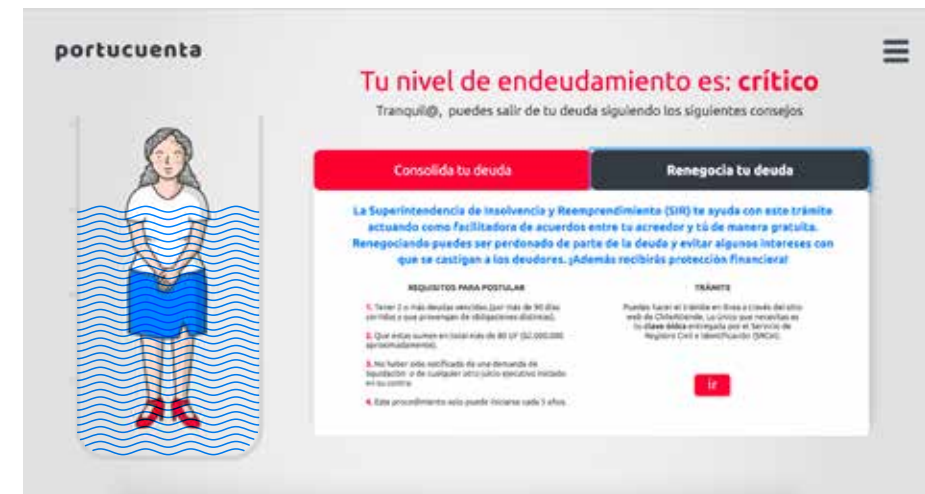 portucuenta
Tu nivel de endeudamiento es: crítico
Tranquil@, puedes salir de tu deuda siguiendo los siguientes consejos
Consolida tu deuda
Renegocia tu deuda
La Superintendencia de Insolvencia y Reemprendimiento (SIR) te ayuda con este trámite
actuando como facilitadora de acuerdos entre tu acreedor y tú de manera gratuita.
Renegociando puedes ser perdonado de parte de la deuda y evitar algunos intereses con
que se castigan a los deudores. ¡Además recibirás protección financiera!
REQUISITOS PARA POSTULAR
1. Tener 2 o más deudas vencidas (por más de 90 días
corridos y que provengan de obligaciones distintas).
2. Que estas sumen en total más de 80 UF ($2.000.000
aproximadamente).
3. No haber sido notificado de una demanda de
liquidación o de cualquier otro juicio ejecutivo iniciado
en su contra.
4. Este procedimiento solo puede iniciarse cada 5 años.
TRÁMITE
Puedes hacer el trámite en línea a través del sitio
web de ChileAtiende. Lo único que necesitas es
tu clave única entregada por el Servicio de
Registro Civil e Identificación (SRCeI).
ir